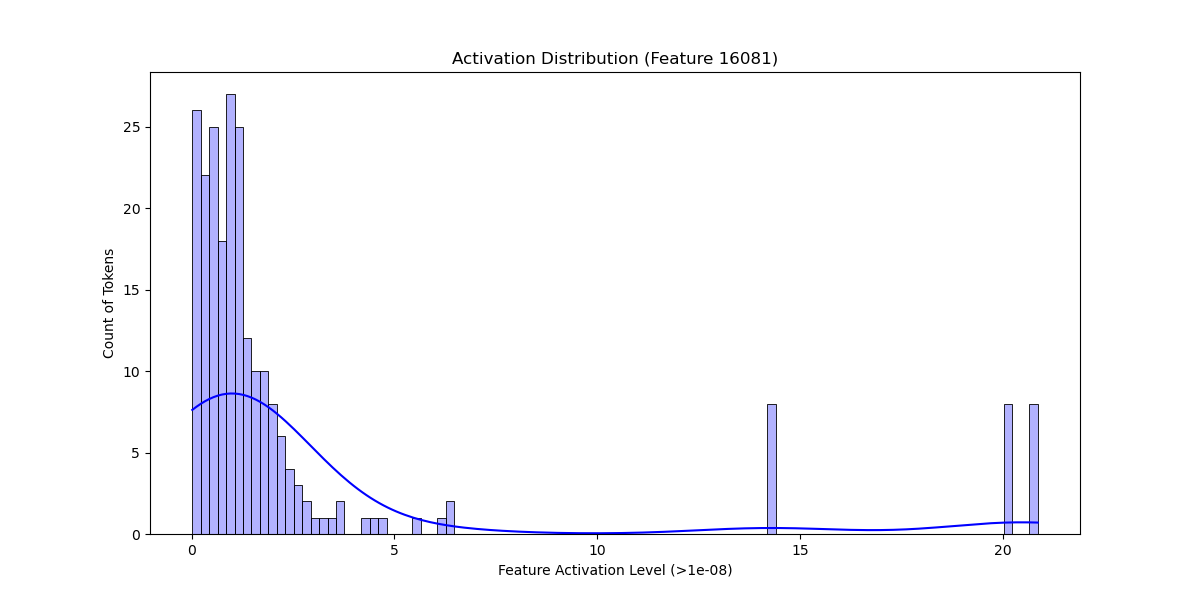 Activation Distribution (Feature 16081)
25
20
15
10
5
0
Count of Tokens
0 5 10 15 20
Feature Activation Level (>1e-08)